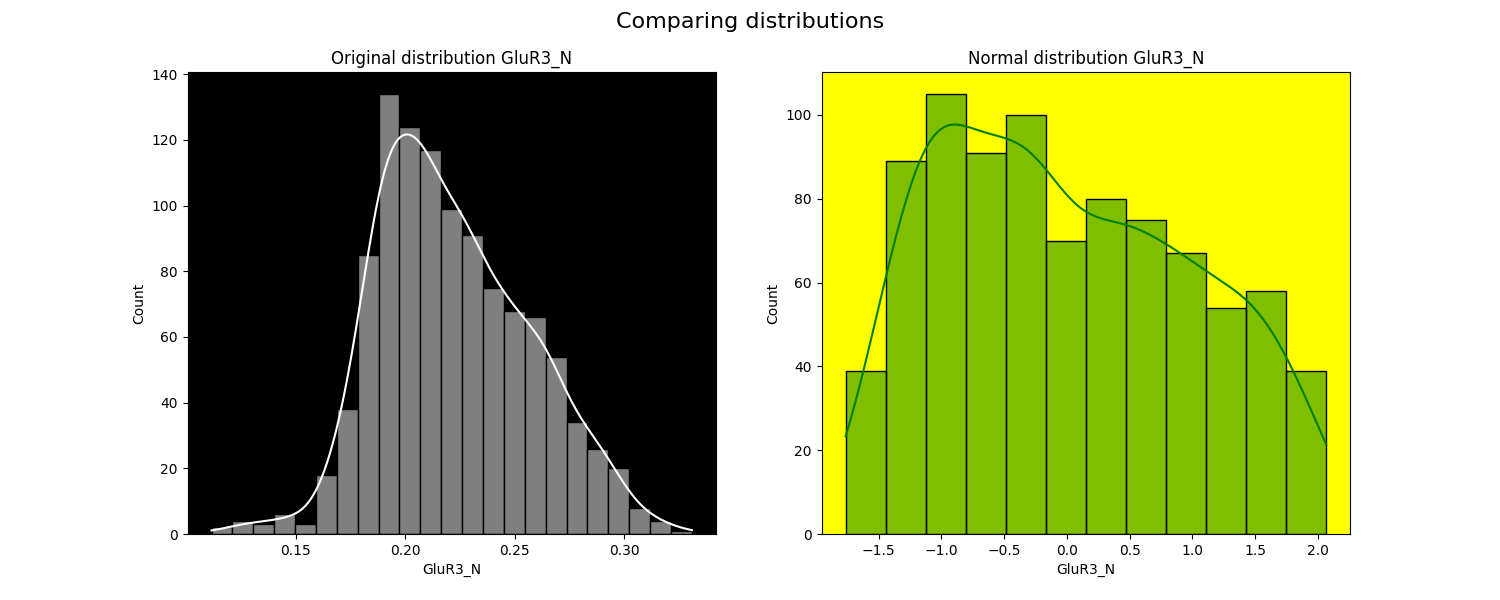 Comparing distributions
Original distribution GluR3_N
140
120
100
80
60
40
20
0
Count
0.15 0.20 0.25 0.30
GluR3_N
Normal distribution GluR3_N
100
80
60
40
20
0
Count
−1.5 −1.0 −0.5 0.0 0.5 1.0 1.5 2.0
GluR3_N